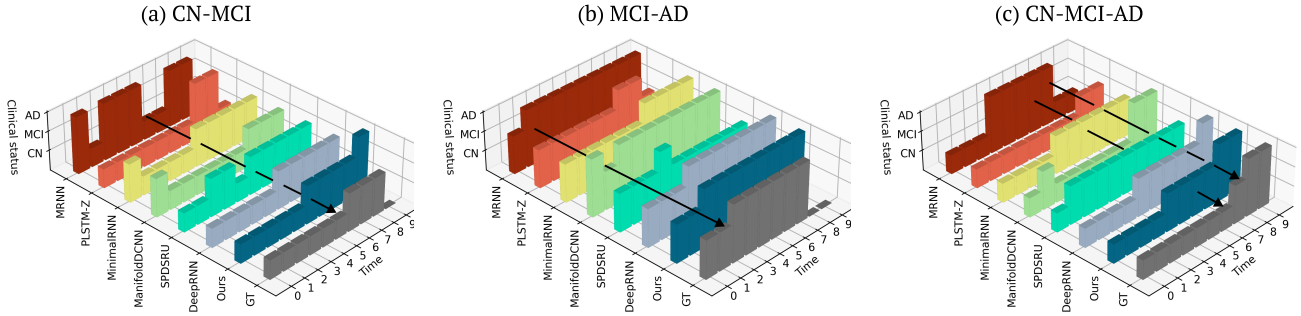 (a) CN-MCI
Clinical status
AD
MCI
CN
MRNN
PLSTM-Z
MinimalRNN
ManifoldDCNN
SPDSRU
DeepRNN
Ours
GT
0
1
2
3
4
5
6
7
8
9
Time
(b) MCI-AD
Clinical status
AD
MCI
CN
MRNN
PLSTM-Z
MinimalRNN
ManifoldDCNN
SPDSRU
DeepRNN
Ours
GT
0
1
2
3
4
5
6
7
8
9
Time
(c) CN-MCI-AD
Clinical status
AD
MCI
CN
MRNN
PLSTM-Z
MinimalRNN
ManifoldDCNN
SPDSRU
DeepRNN
Ours
GT
0
1
2
3
4
5
6
7
8
9
Time